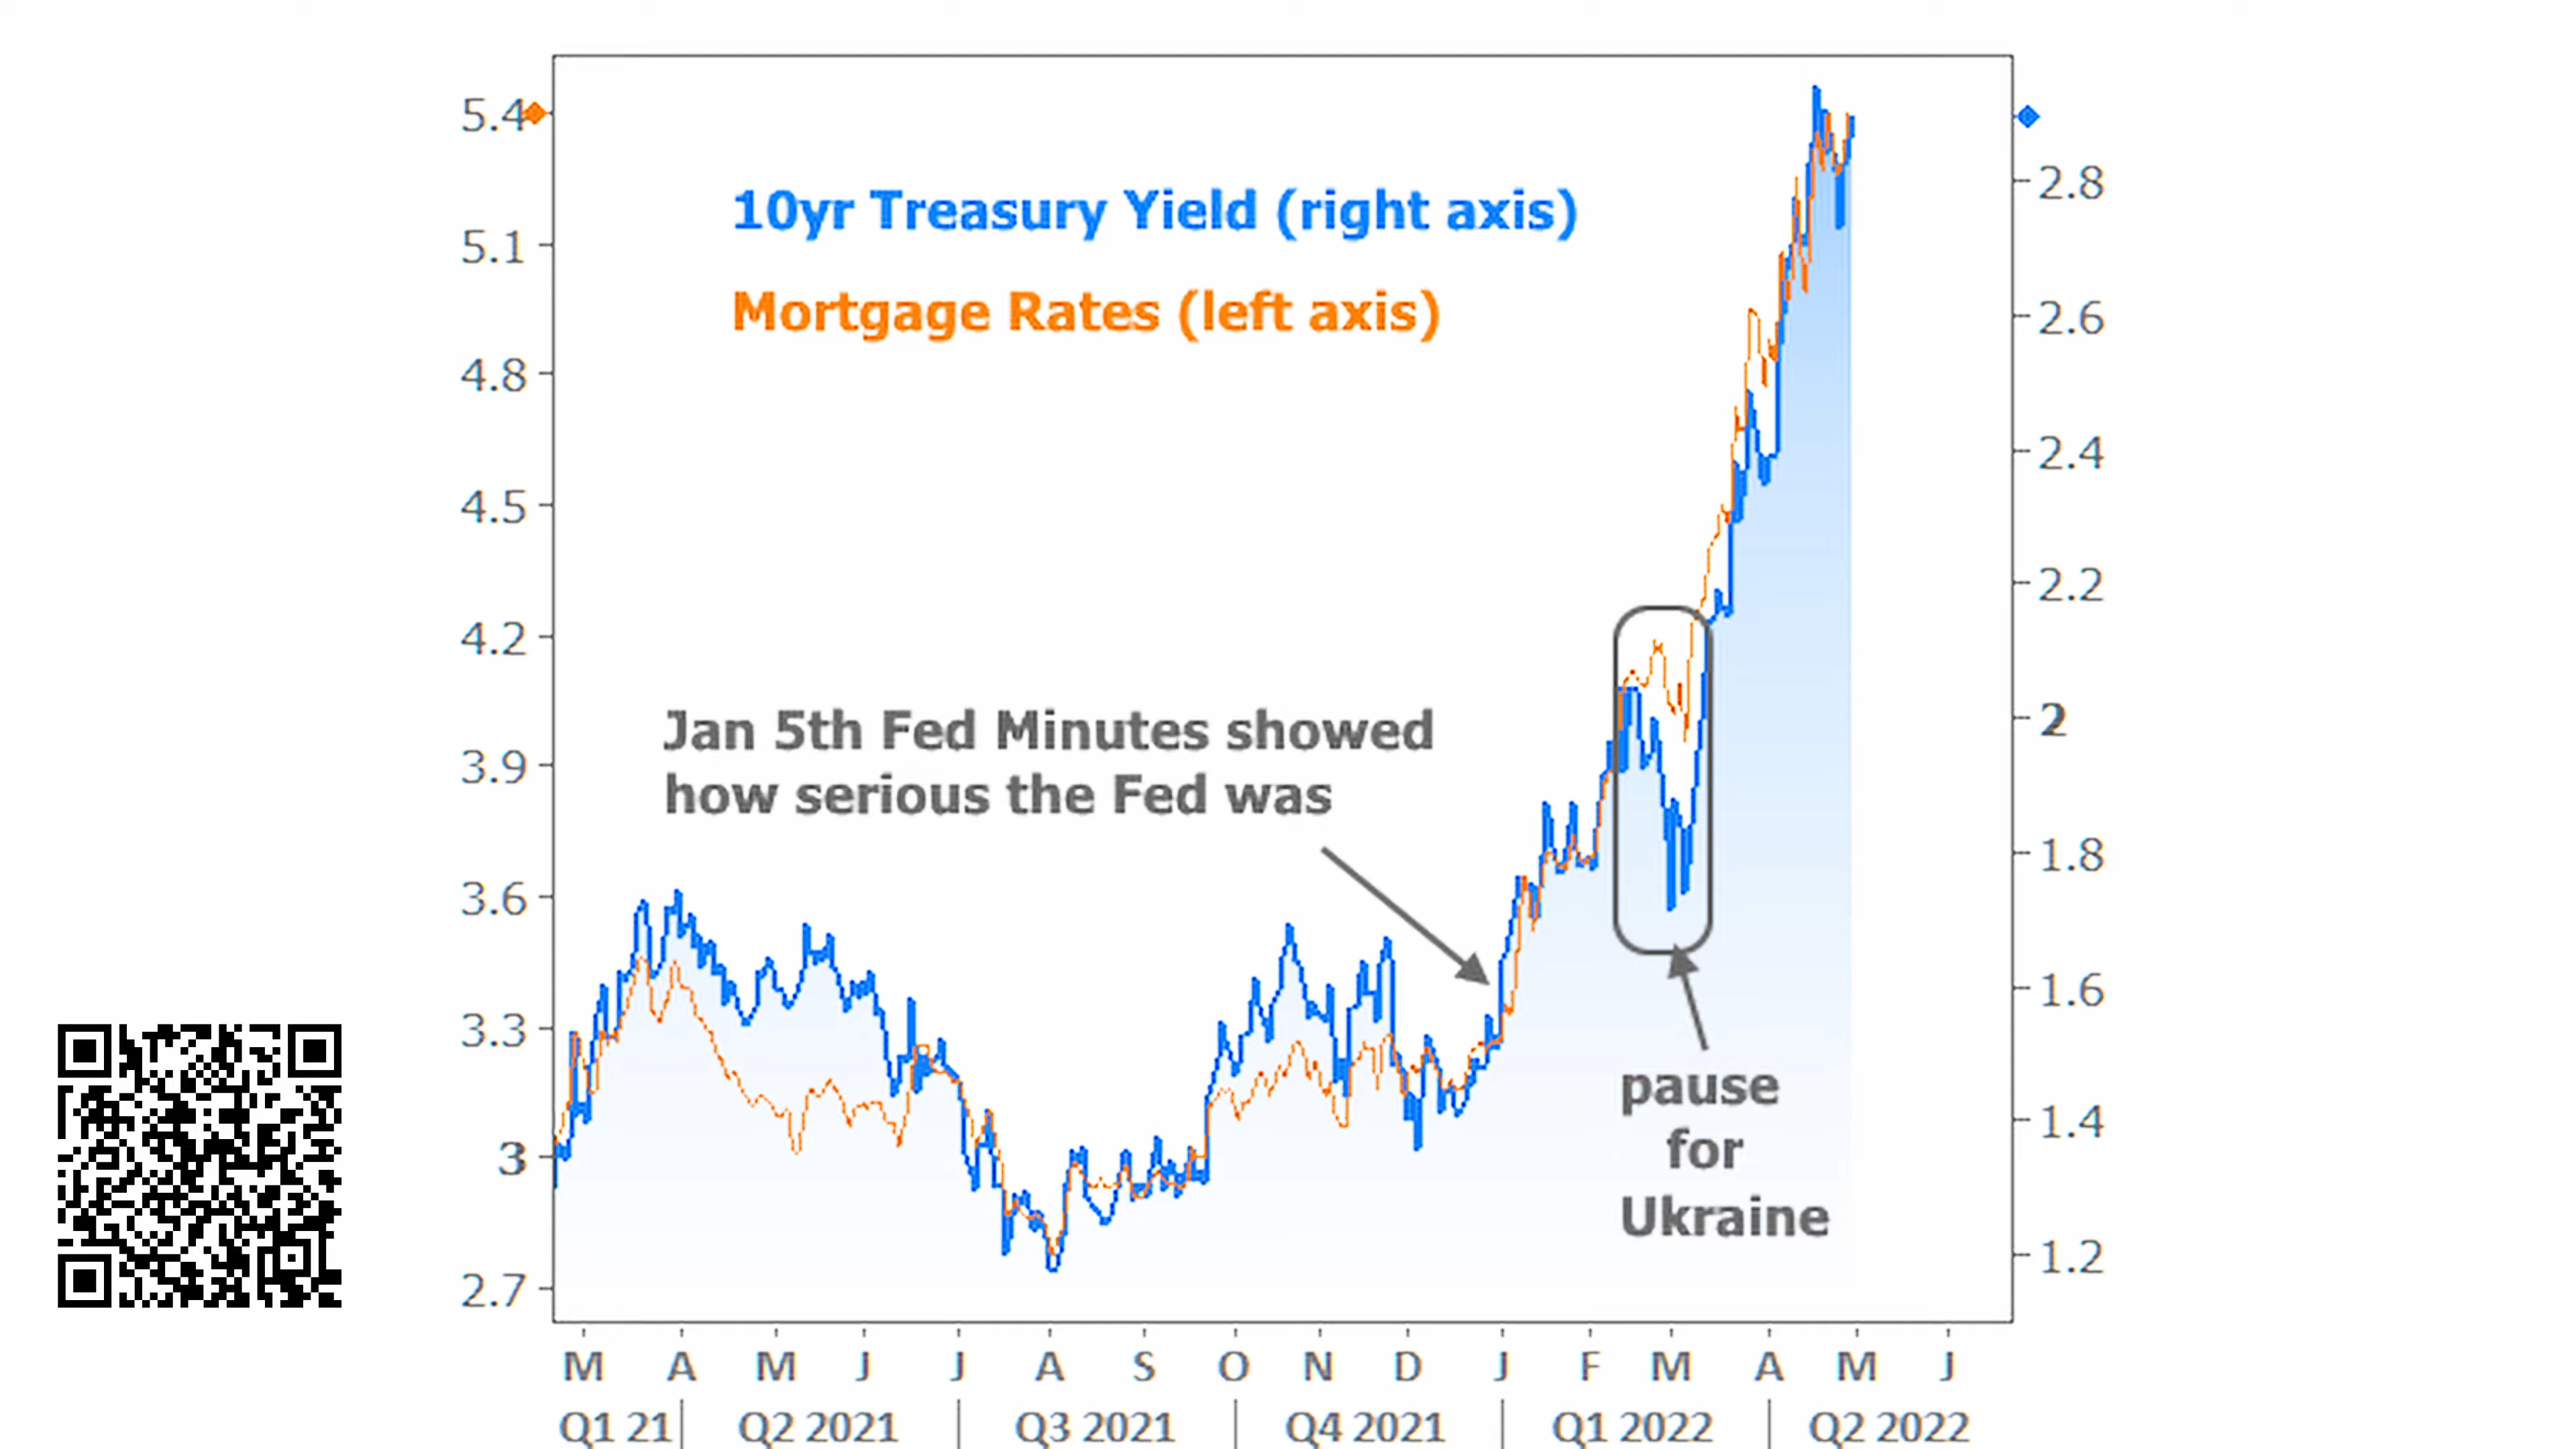 10yr Treasury Yield (right axis)
Mortgage Rates (left axis)
Jan 5th Fed Minutes showed
how serious the Fed was
pause
for
Ukraine
5.4
5.1
4.8
4.5
4.2
3.9
3.6
3.3
3
2.7
2.8
2.6
2.4
2.2
2
1.8
1.6
1.4
1.2
M A M J J A S O N D J F M A M J
Q1 21 Q2 2021 Q3 2021 Q4 2021 Q1 2022 Q2 2022